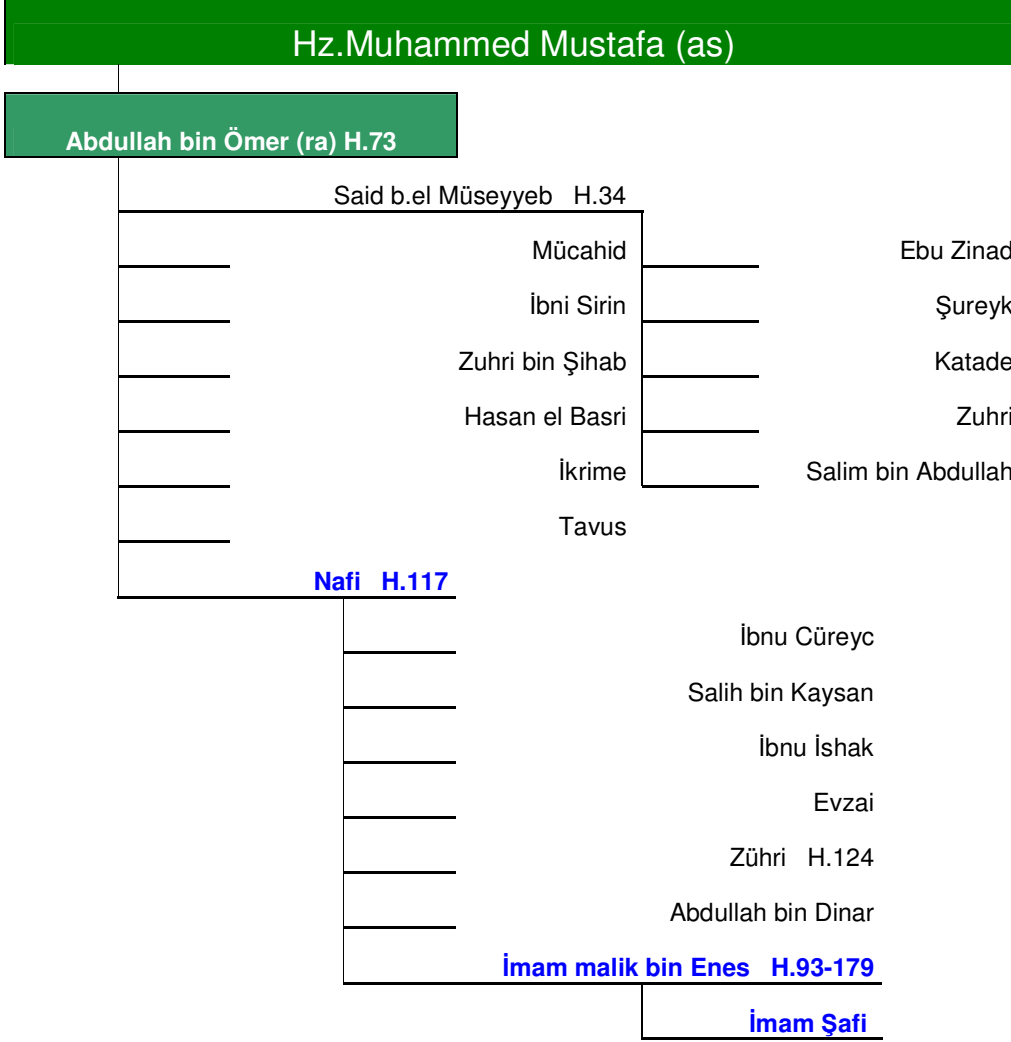 Hz.Muhammed Mustafa (as)
Abdullah bin Ömer (ra) H.73
Said b.el Müseyyeb H.34
Mücahid Ebu Zinad
İbni Sirin Şureyk
Zuhri bin Şihab Katade
Hasan el Basri Zuhri
İkrime Salim bin Abdullah
Tavus
Nafi H.117
İbnu Cüreyc
Salih bin Kaysan
İbnu İshak
Evzai
Zühri H.124
Abdullah bin Dinar
İmam malik bin Enes H.93-179
İmam Şafi